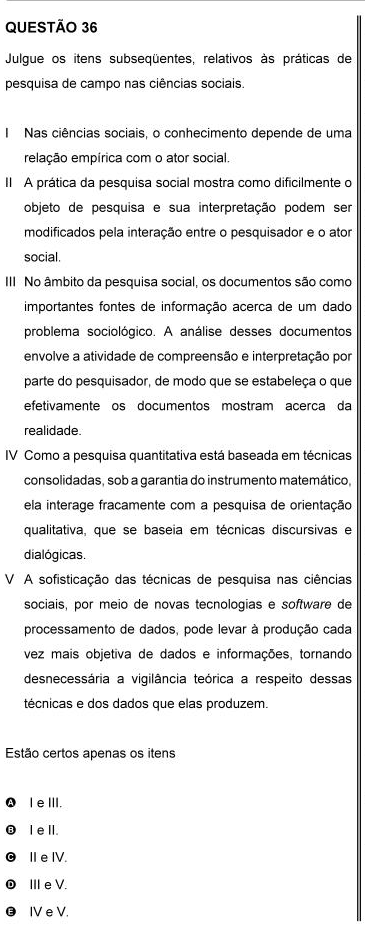 QUESTÃO 36
Julgue os itens subseqüentes, relativos às práticas de
pesquisa de campo nas ciências sociais.
I Nas ciências sociais, o conhecimento depende de uma
relação empírica com o ator social.
II A prática da pesquisa social mostra como dificilmente o
objeto de pesquisa e sua interpretação podem ser
modificados pela interação entre o pesquisador e o ator
social.
III No âmbito da pesquisa social, os documentos são como
importantes fontes de informação acerca de um dado
problema sociológico. A análise desses documentos
envolve a atividade de compreensão e interpretação por
parte do pesquisador, de modo que se estabeleça o que
efetivamente os documentos mostram acerca da
realidade.
IV Como a pesquisa quantitativa está baseada em técnicas
consolidadas, sob a garantia do instrumento matemático,
ela interage fracamente com a pesquisa de orientação
qualitativa, que se baseia em técnicas discursivas e
dialógicas.
V A sofisticação das técnicas de pesquisa nas ciências
sociais, por meio de novas tecnologias e software de
processamento de dados, pode levar à produção cada
vez mais objetiva de dados e informações, tornando
desnecessária a vigilância teórica a respeito dessas
técnicas e dos dados que elas produzem.
Estão certos apenas os itens
A I e III.
B I e II.
C II e IV.
D III e V.
E IV e V.